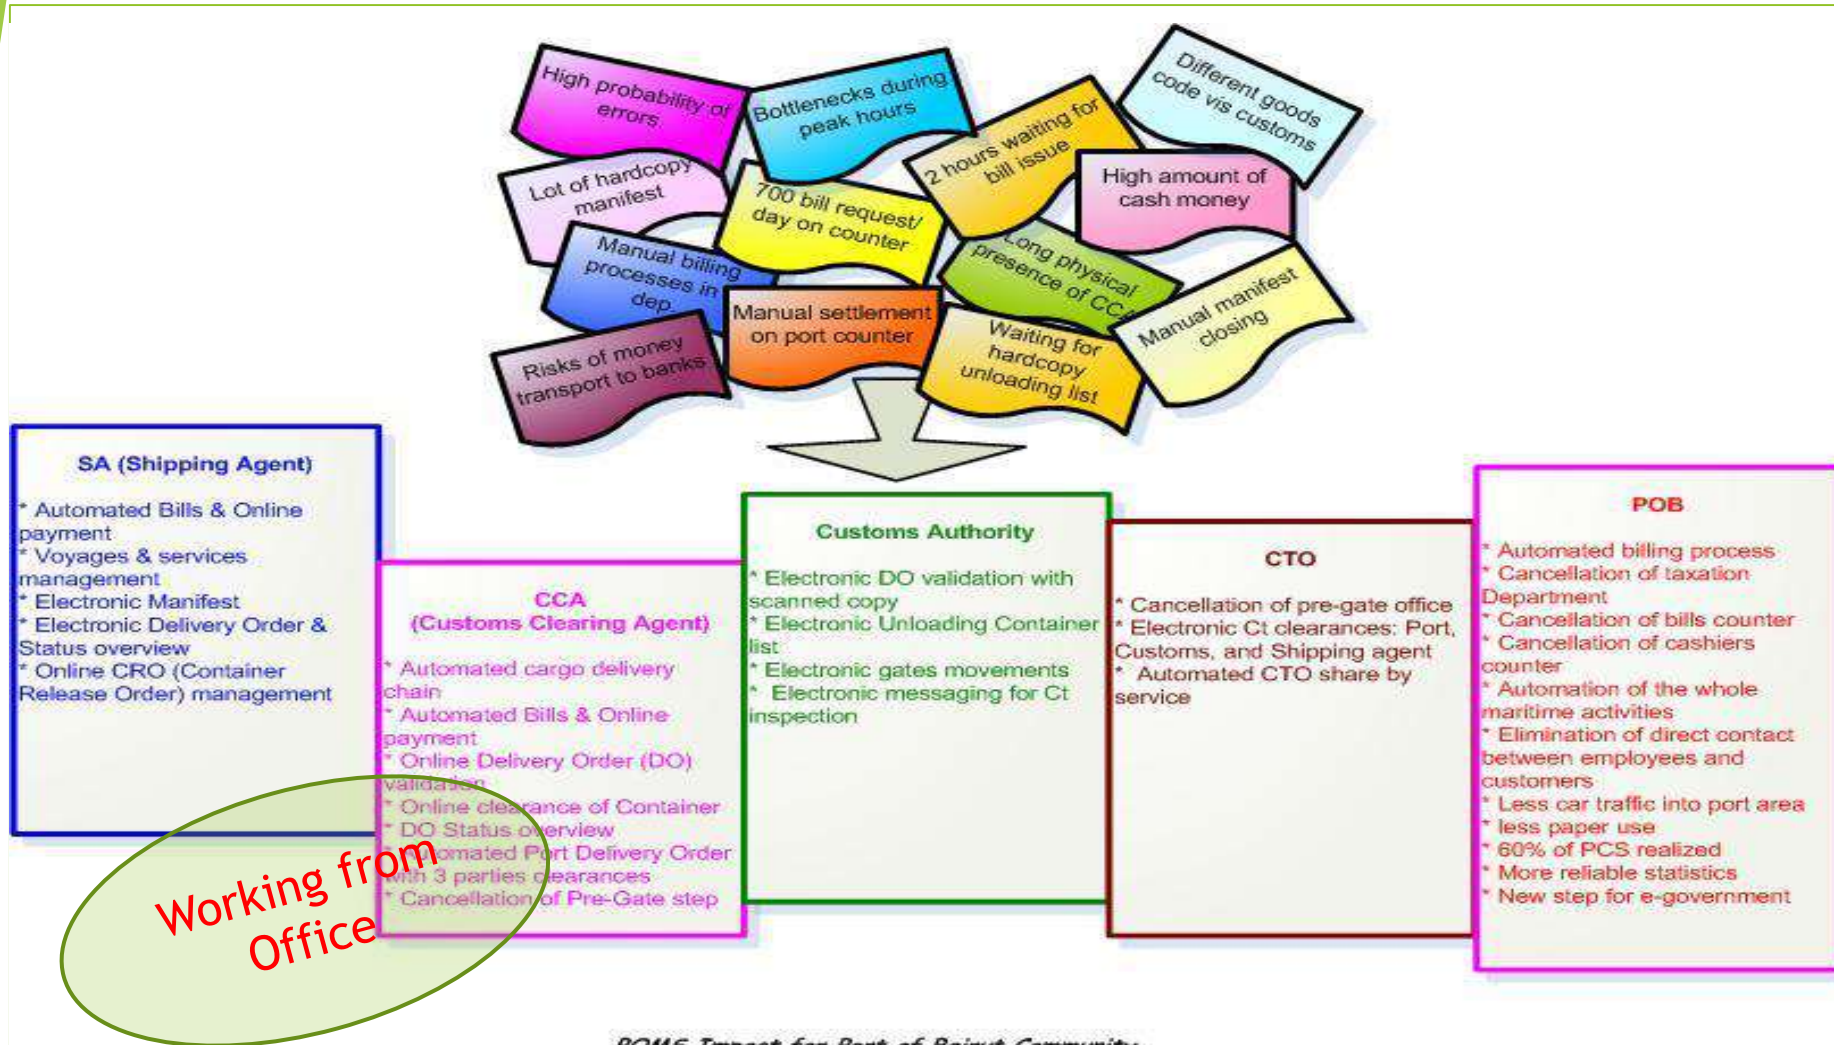 High probability of
errors.
Bottlenecks during
peak hours
2 hours waiting for
bill issue
Different goods
code vis customs
Lot of hardcopy
manifest
700 bill request/
day on counter
High amount of
cash money
Manual billing
processes in
dep.
Manual settlement
on port counter
Long physical
presence of CCA
Manual manifest
closing
Risks of money
transport to banks
Waiting for
hardcopy
unloading list
SA (Shipping Agent)
* Automated Bills & Online
payment
* Voyages & services
management
* Electronic Manifest
* Electronic Delivery Order &
Status overview
* Online CRO (Container
Release Order) management
CCA
(Customs Clearing Agent)
* Automated cargo delivery
chain
* Automated Bills & Online
payment
* Online Delivery Order (DO)
validation
* Online clearance of Container
* DO Status overview
* Automated Port Delivery Order
with 3 parties clearances
* Cancellation of Pre-Gate step
Working from
Office
Customs Authority
* Electronic DO validation with
scanned copy
* Electronic Unloading Container
list
* Electronic gates movements
* Electronic messaging for Ct
inspection
CTO
* Cancellation of pre-gate office
* Electronic Ct clearances: Port,
Customs, and Shipping agent
* Automated CTO share by
service
POB
* Automated billing process
* Cancellation of taxation
Department
* Cancellation of bills counter
* Cancellation of cashiers
counter
* Automation of the whole
maritime activities
* Elimination of direct contact
between employees and
customers
* Less car traffic into port area
* less paper use
* 60% of PCS realized
* More reliable statistics
* New step for e-government
Impact for Port of Beirut Community